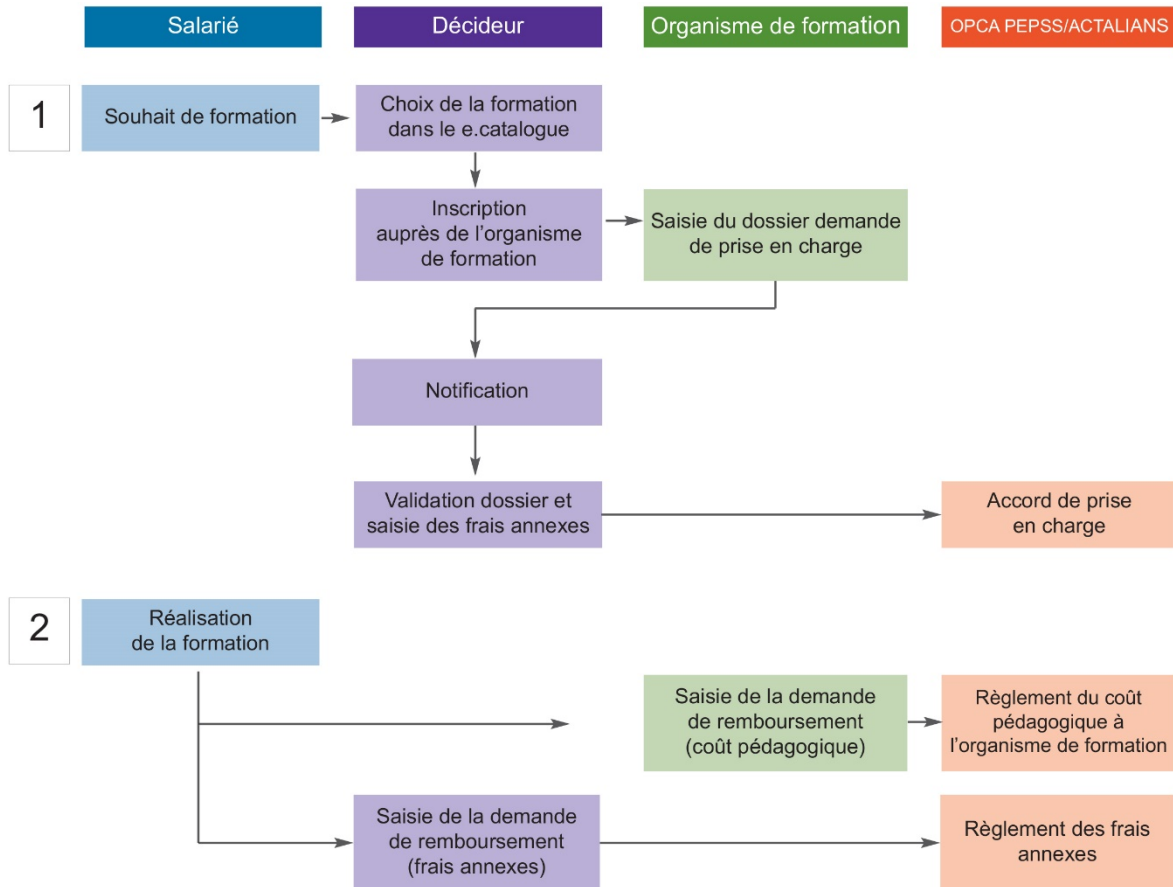 Salarié
Décideur
Organisme de formation
OPCA PEPSS/ACTALIANS
1
Souhait de formation
Choix de la formation
dans le e.catalogue
Inscription
auprès de l'organisme
de formation
Saisie du dossier demande
de prise en charge
Notification
Validation dossier et
saisie des frais annexes
Accord de prise
en charge
2
Réalisation
de la formation
Saisie de la demande
de remboursement
(coût pédagogique)
Règlement du coût
pédagogique à
l'organisme de formation
Saisie de la demande
de remboursement
(frais annexes)
Règlement des frais
annexes